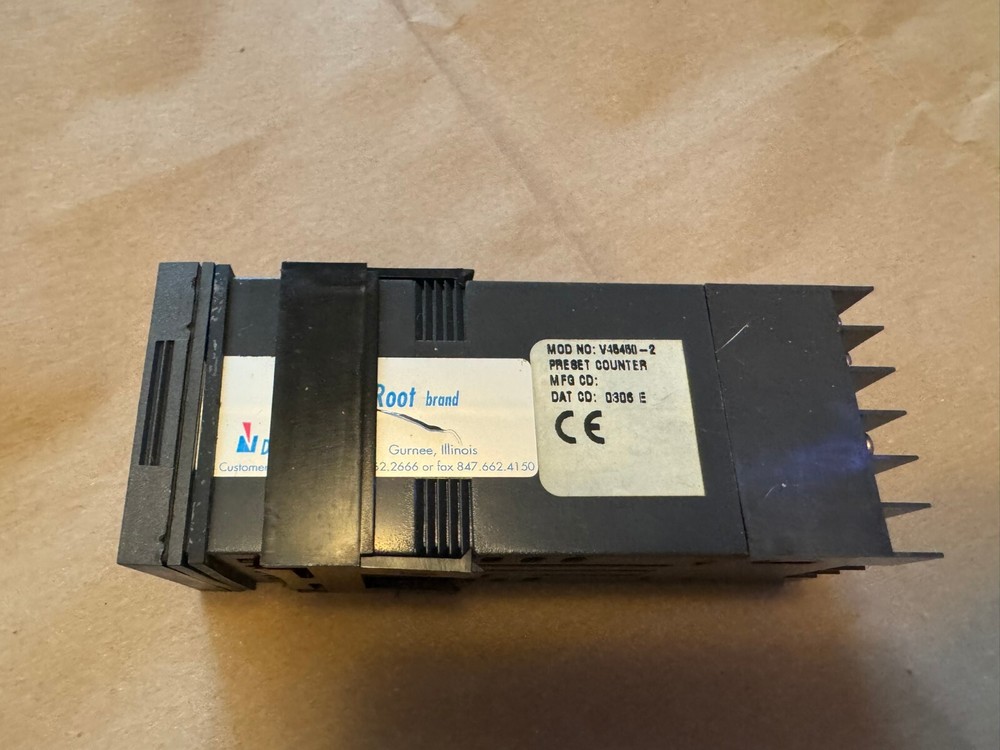 Root brand
D
Gurnee, Illinois
Customer
62.2666 or fax 847.662.4150
MOD NO: V45450-2
PRESET COUNTER
MFG CD:
DAT CD: 0306 E
CE